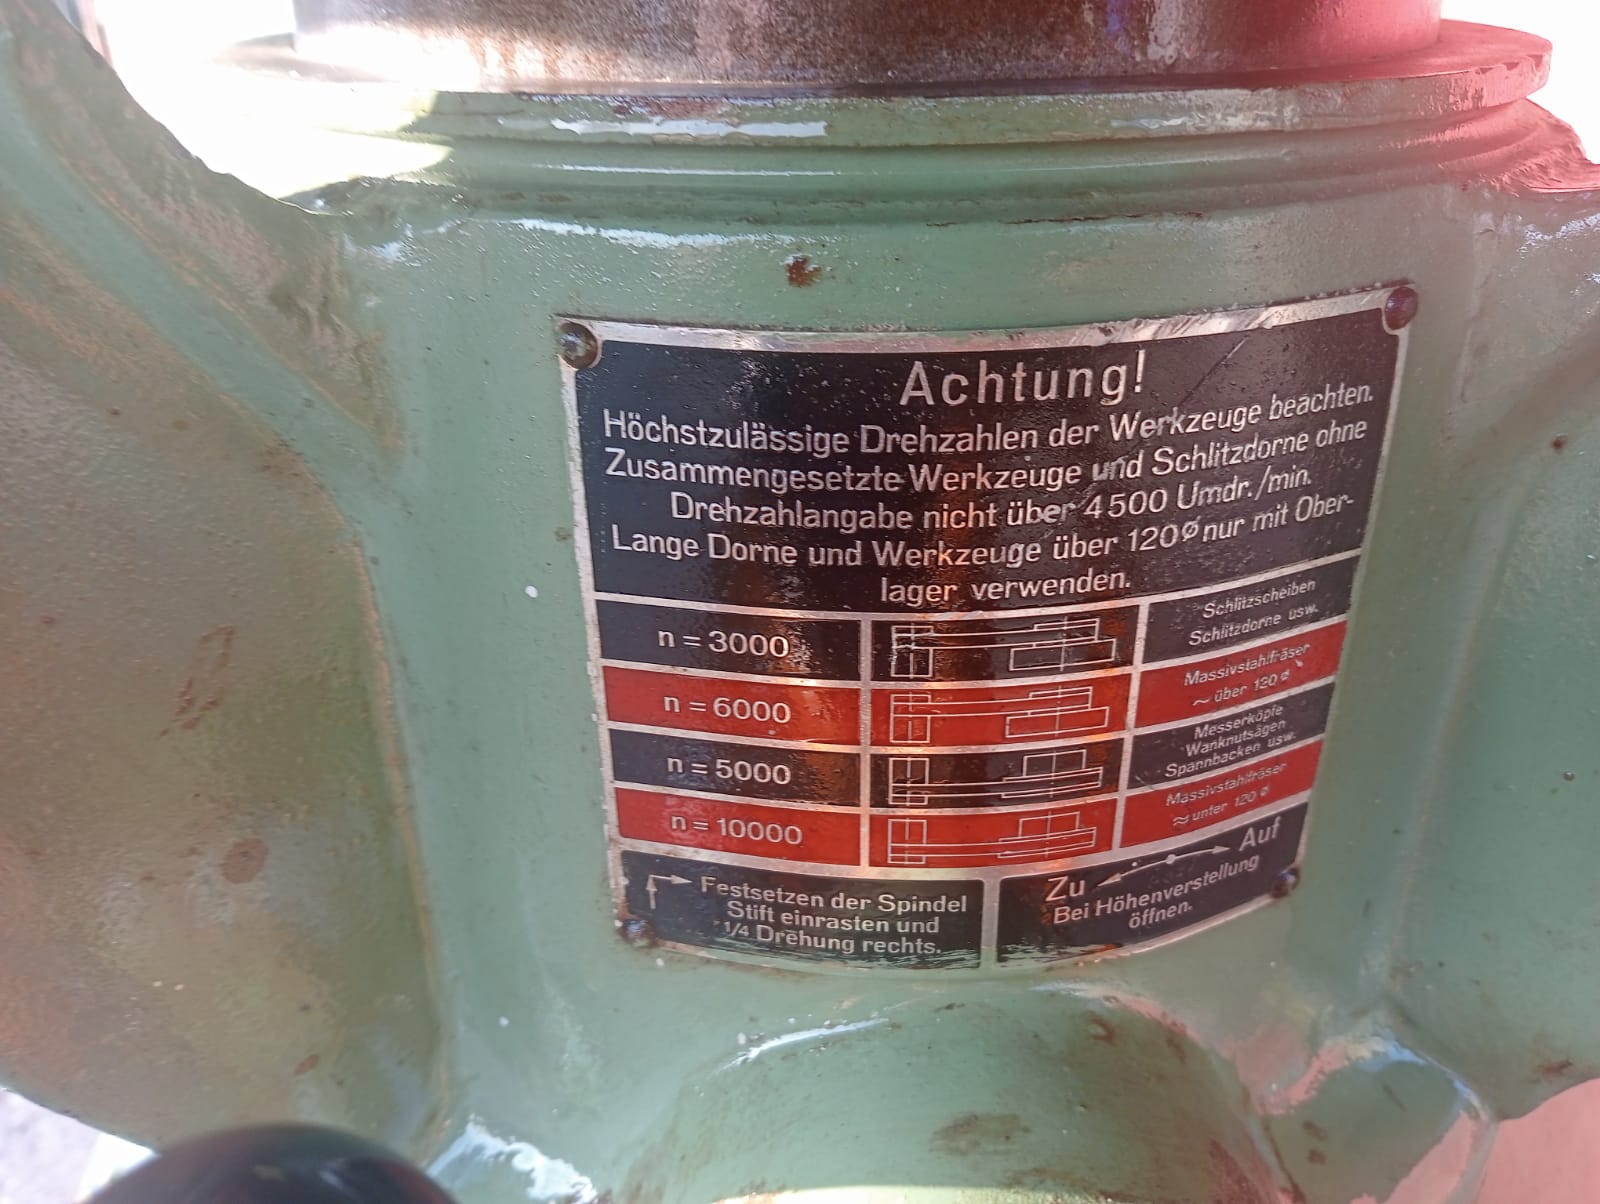 Achtung!
Höchstzulässige Drehzahlen der Werkzeuge beachten.
Zusammengesetzte Werkzeuge und Schlitzdorne ohne
Drehzahlangabe nicht über 4500 Umdr./min.
Lange Dorne und Werkzeuge über 120⌀ nur mit Ober-
lager verwenden.
n = 3000
Schlitzscheiben
Schlitzdorne usw.
n = 6000
Massivstahlfräser
~ über 120 ⌀
n = 5000
Messerköpfe
Wanknutsägen
Spannbacken usw.
n = 10000
Massivstahlfräser
≈ unter 120 ⌀
Festsetzen der Spindel
Stift einrasten und
1/4 Drehung rechts.
Zu Auf
Bei Höhenverstellung
öffnen.